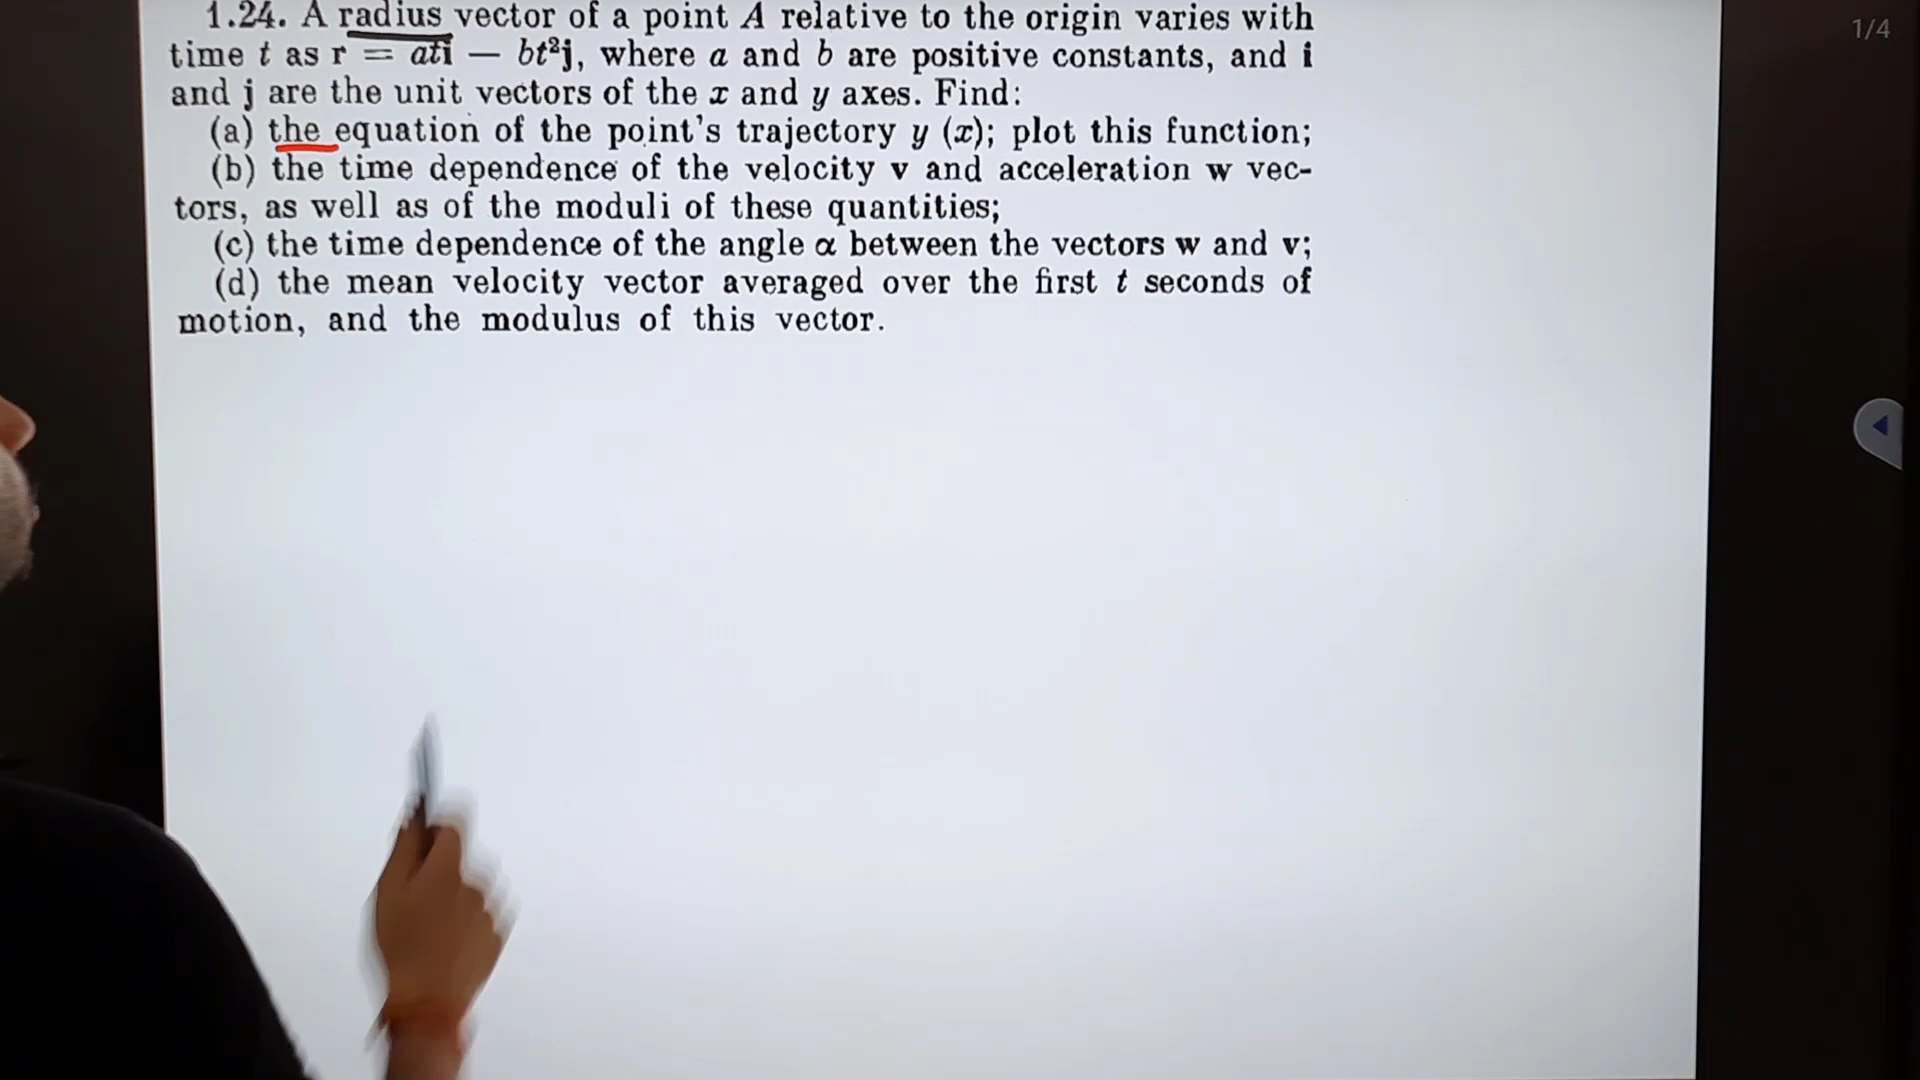 1/4
1.24. A radius vector of a point A relative to the origin varies with
time t as r = ati — bt²j, where a and b are positive constants, and i
and j are the unit vectors of the x and y axes. Find:
(a) the equation of the point's trajectory y (x); plot this function;
(b) the time dependence of the velocity v and acceleration w vec-
tors, as well as of the moduli of these quantities;
(c) the time dependence of the angle α between the vectors w and v;
(d) the mean velocity vector averaged over the first t seconds of
motion, and the modulus of this vector.